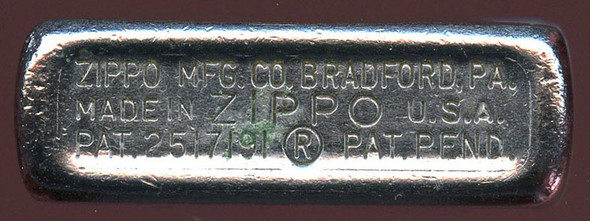 ZIPPO MFG. CO. BRADFORD, PA.
MADE IN ZIPPO U.S.A.
PAT. 2517191 ® PAT. PEND.